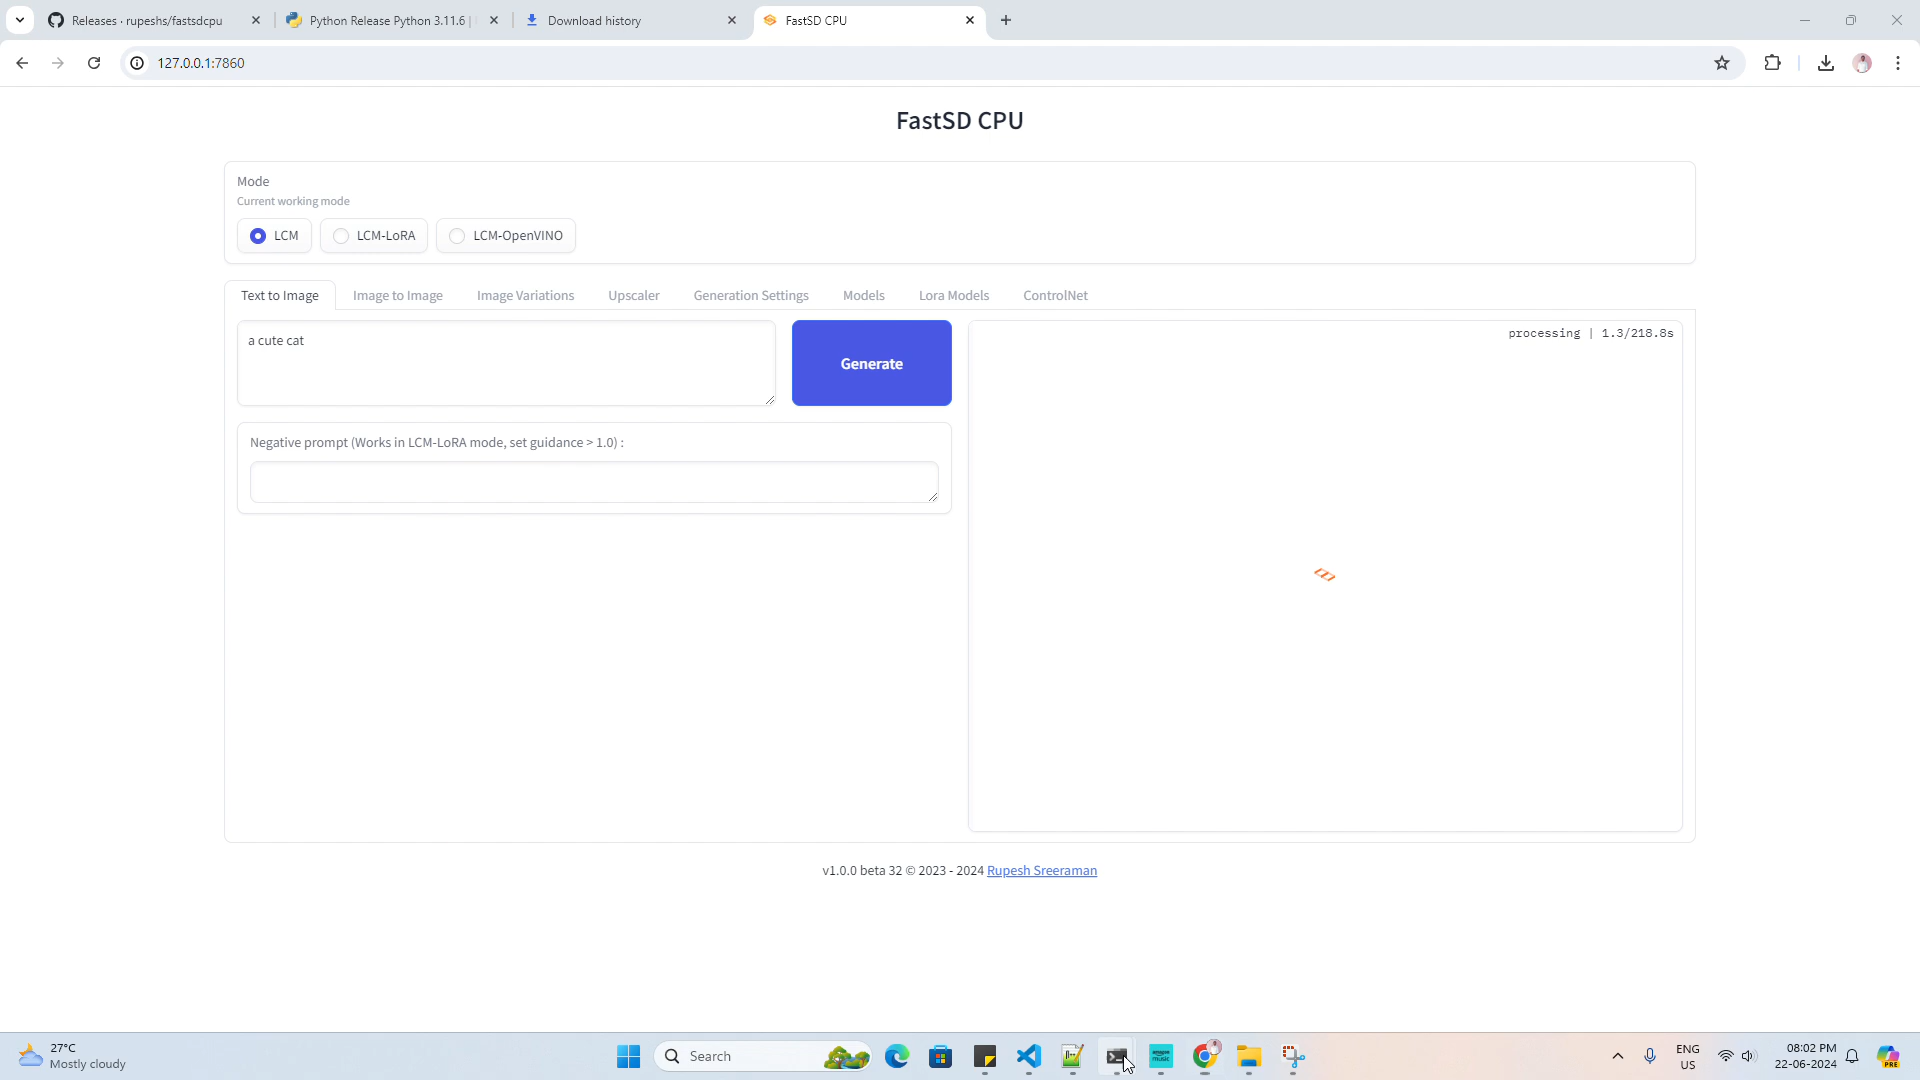 Releases · rupeshs/fastsdcpu
Python Release Python 3.11.6 |
Download history
FastSD CPU
127.0.0.1:7860
FastSD CPU
Mode
Current working mode
LCM
LCM-LoRA
LCM-OpenVINO
Text to Image
Image to Image
Image Variations
Upscaler
Generation Settings
Models
Lora Models
ControlNet
a cute cat
Generate
processing | 1.3/218.8s
Negative prompt (Works in LCM-LoRA mode, set guidance > 1.0) :
v1.0.0 beta 32 © 2023 - 2024 Rupesh Sreeraman
27°C
Mostly cloudy
Search
amazon
music
PRE
ENG
US
08:02 PM
22-06-2024